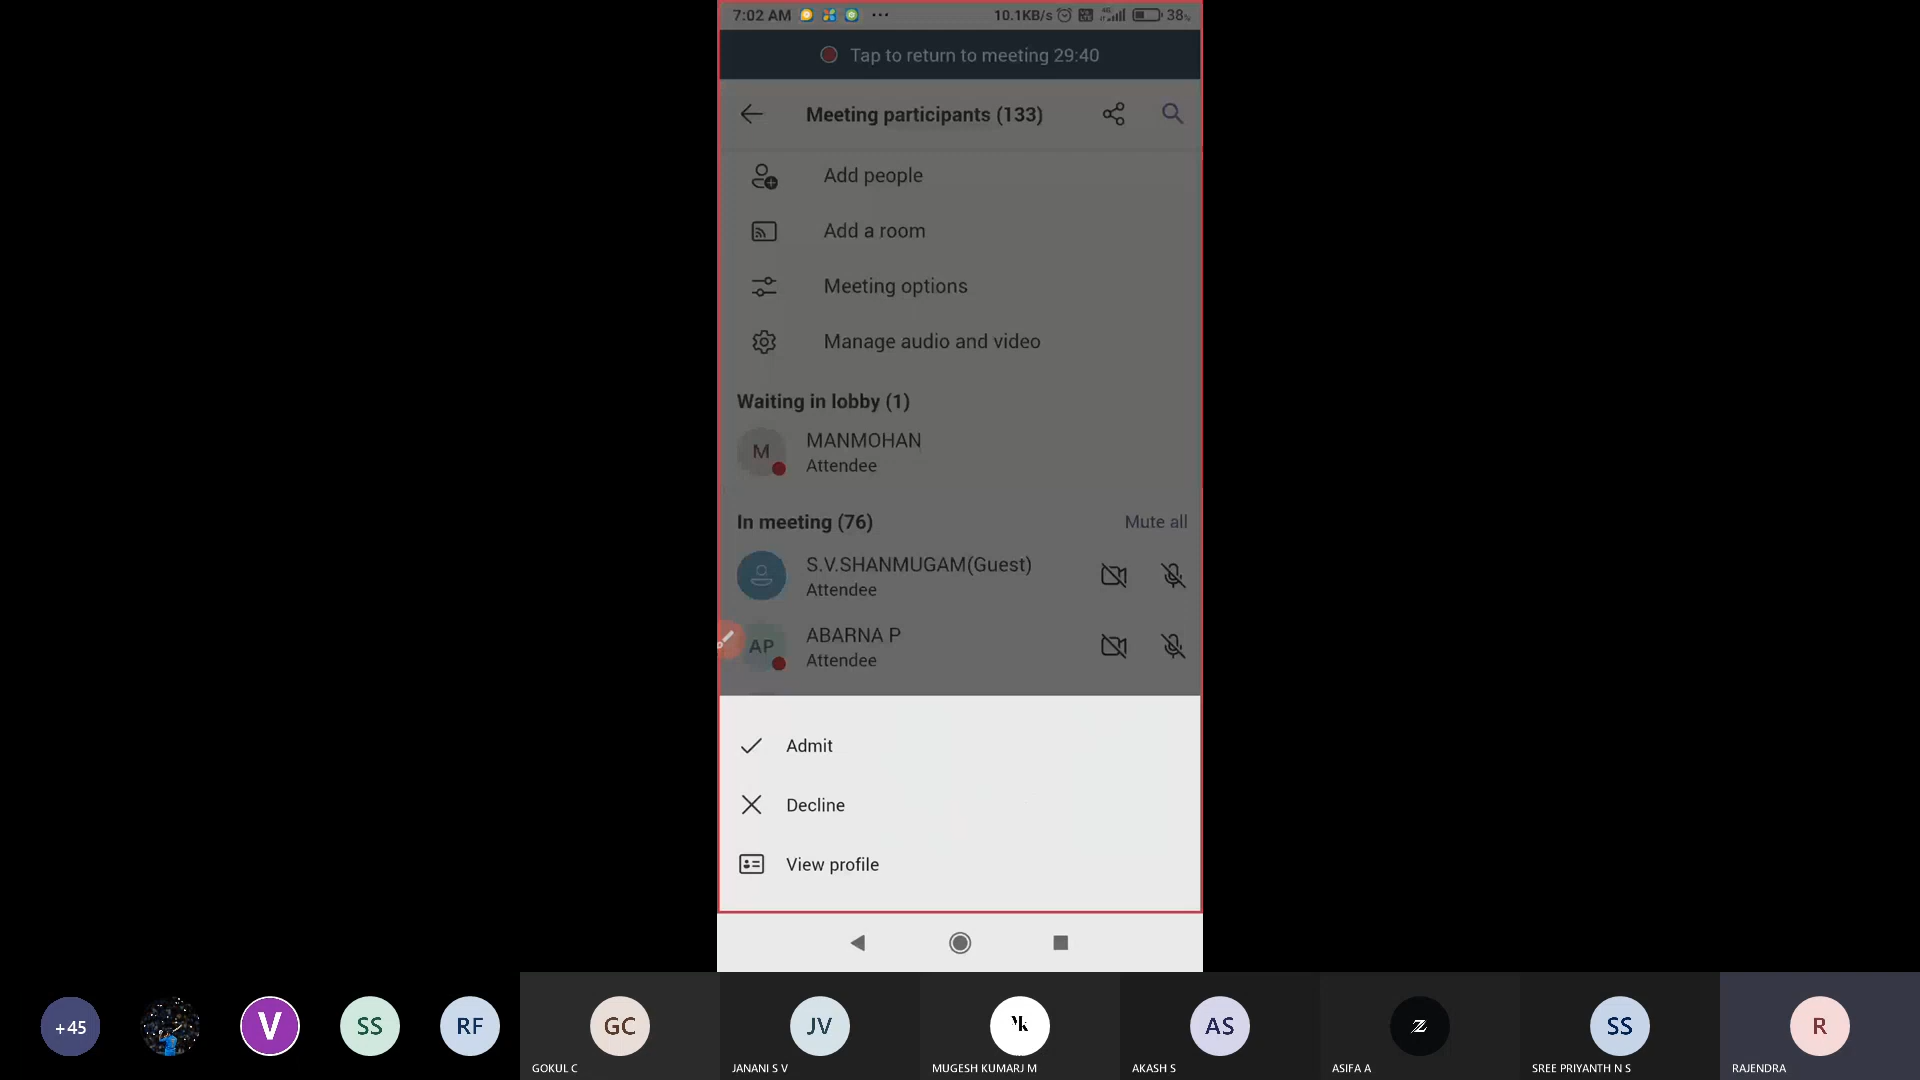 7:02 AM ... 10.1KB/s 4G 38%
Tap to return to meeting 29:40
Meeting participants (133)
Add people
Add a room
Meeting options
Manage audio and video
Waiting in lobby (1)
M
MANMOHAN
Attendee
In meeting (76)
Mute all
S.V.SHANMUGAM(Guest)
Attendee
AP
ABARNA P
Attendee
Admit
Decline
View profile
+45
V
SS
RF
GC
JV
AS
Z
SS
R
GOKUL C
JANANI S V
MUGESH KUMARJ M
AKASH S
ASIFA A
SREE PRIYANTH N S
RAJENDRA